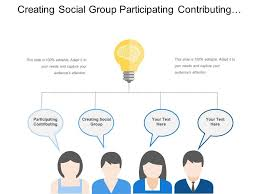 Creating Social Group Participating Contributing...
This slide is 100% editable. Adapt it to
your needs and capture your
audience's attention.
This slide is 100% editable. Adapt it to
your needs and capture your
audience's attention.
Participating
Contributing
Creating Social
Group
Your Text
Here
Your Text
Here